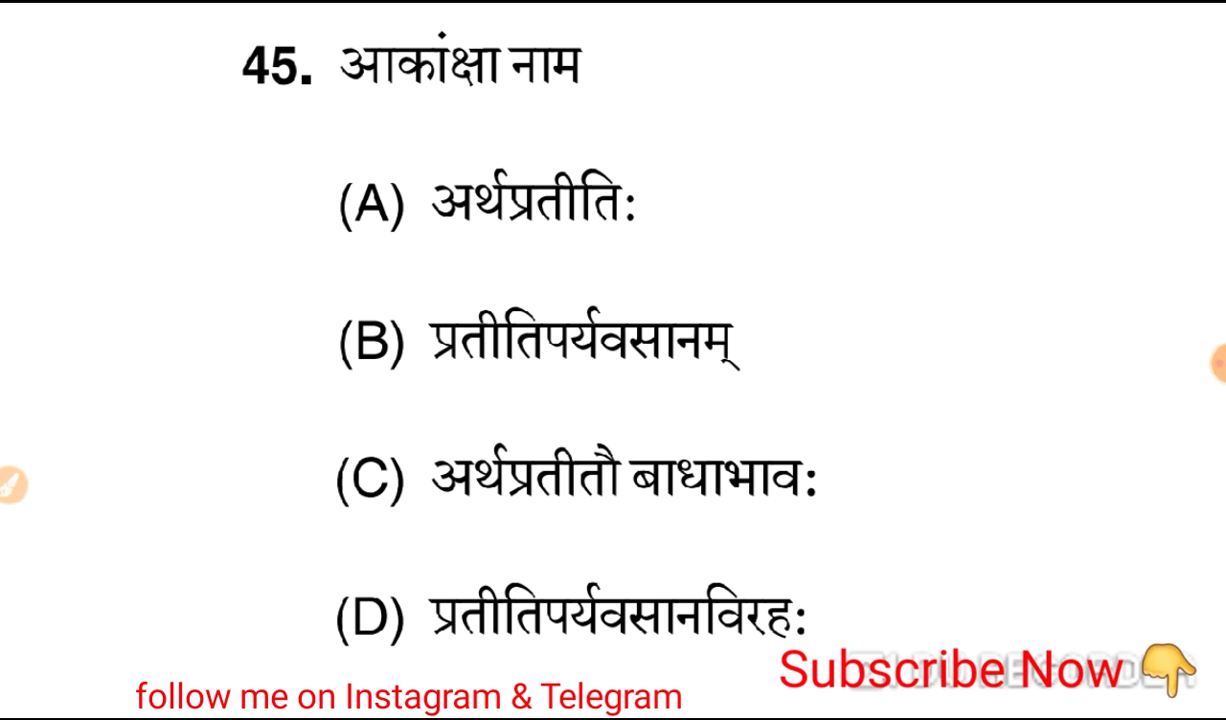 45. आकांक्षा नाम
(A) अर्थप्रतीति:
(B) प्रतीतिपर्यवसानम्
(C) अर्थप्रतीतौ बाधाभाव:
(D) प्रतीतिपर्यवसानविरह:
Subscribe Now 👇
follow me on Instagram & Telegram